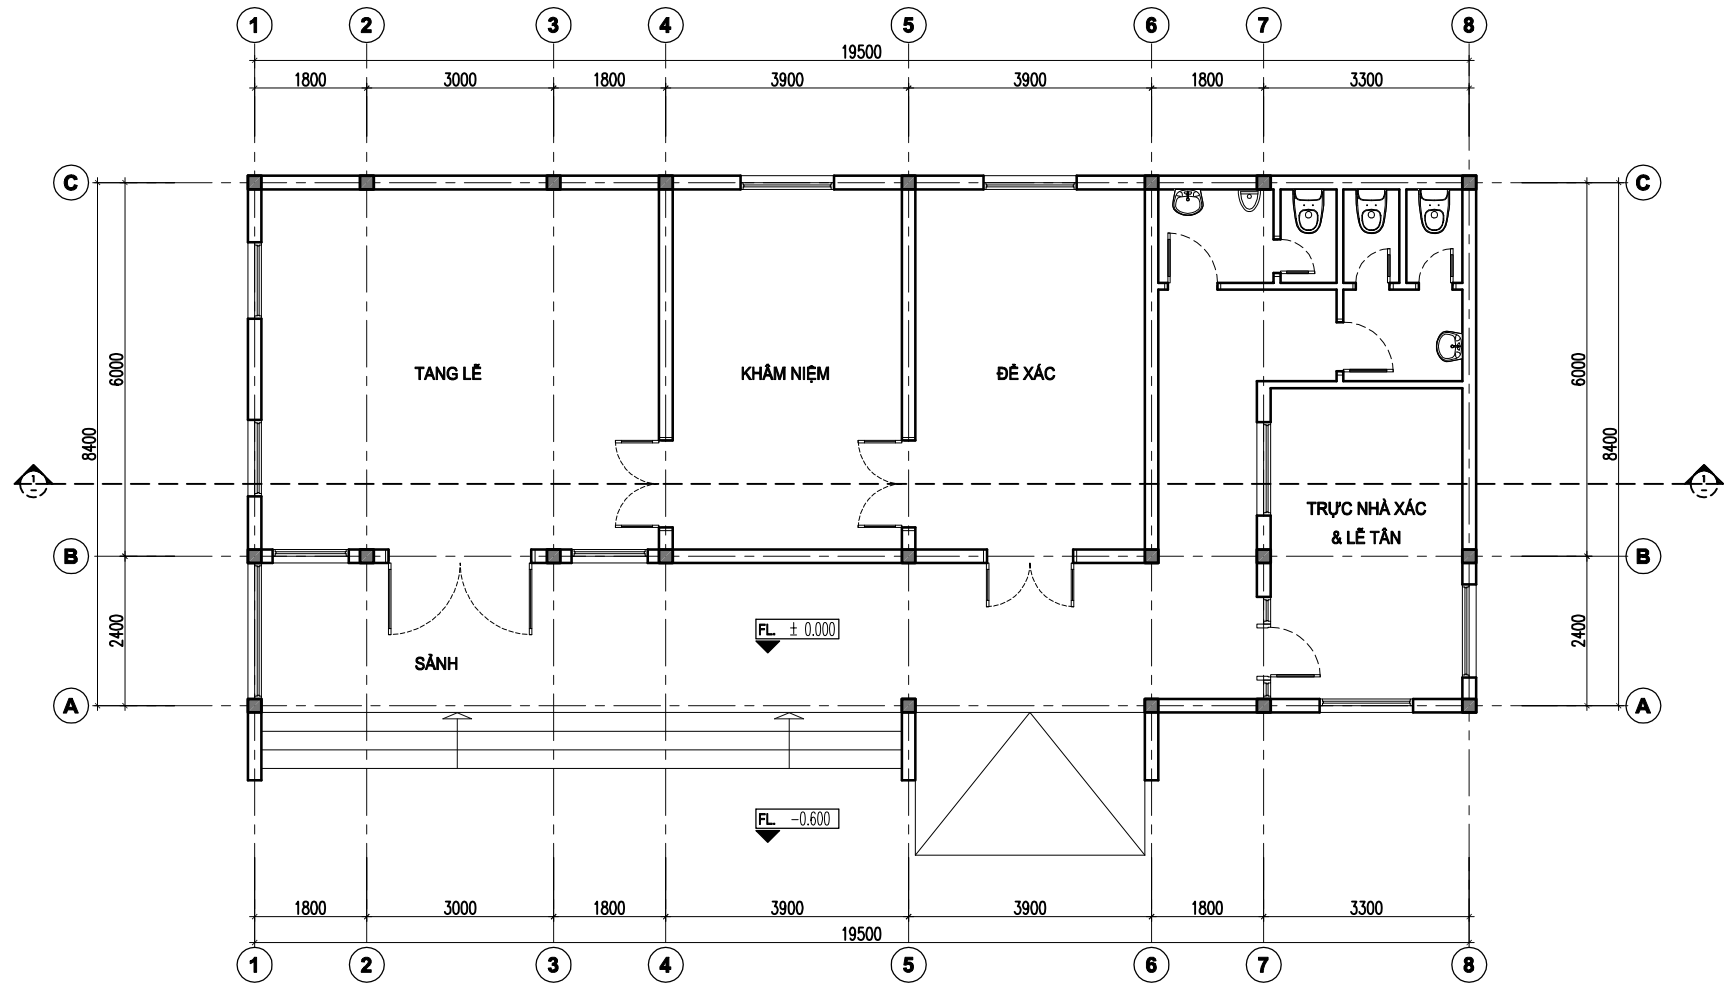 1 2 3 4 5 6 7 8
19500
1800 3000 1800 3900 3900 1800 3300
C C
6000 6000
TANG LỄ KHÂM NIỆM ĐỂ XÁC
8400 8400
1 1
TRỰC NHÀ XÁC
& LỄ TÂN
B B
2400 2400
FL. ± 0.000
SẢNH
A A
FL. -0.600
1800 3000 1800 3900 3900 1800 3300
19500
1 2 3 4 5 6 7 8